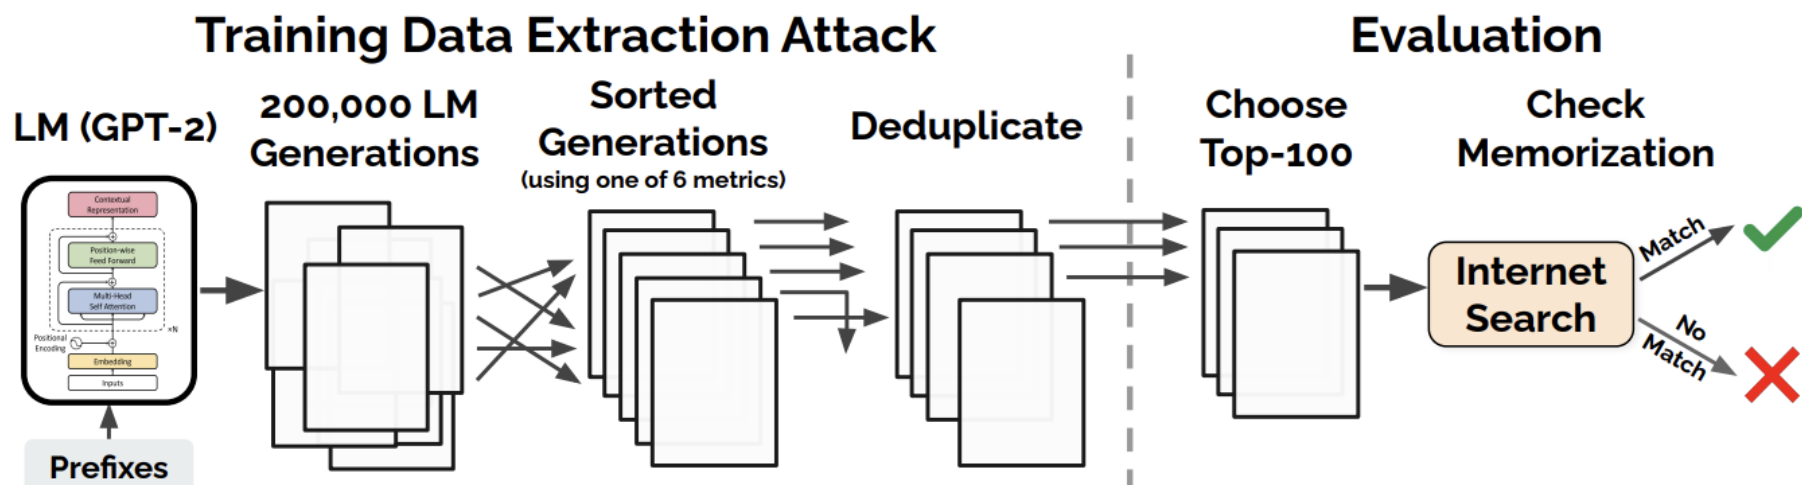 Training Data Extraction Attack
Evaluation
LM (GPT-2)
200,000 LM
Generations
Sorted
Generations
(using one of 6 metrics)
Deduplicate
Choose
Top-100
Check
Memorization
Contextual
Representation
Position-wise
Feed Forward
Multi-Head
Self Attention
×N
Positional
Encoding
Embedding
Inputs
Prefixes
Internet
Search
Match
No
Match